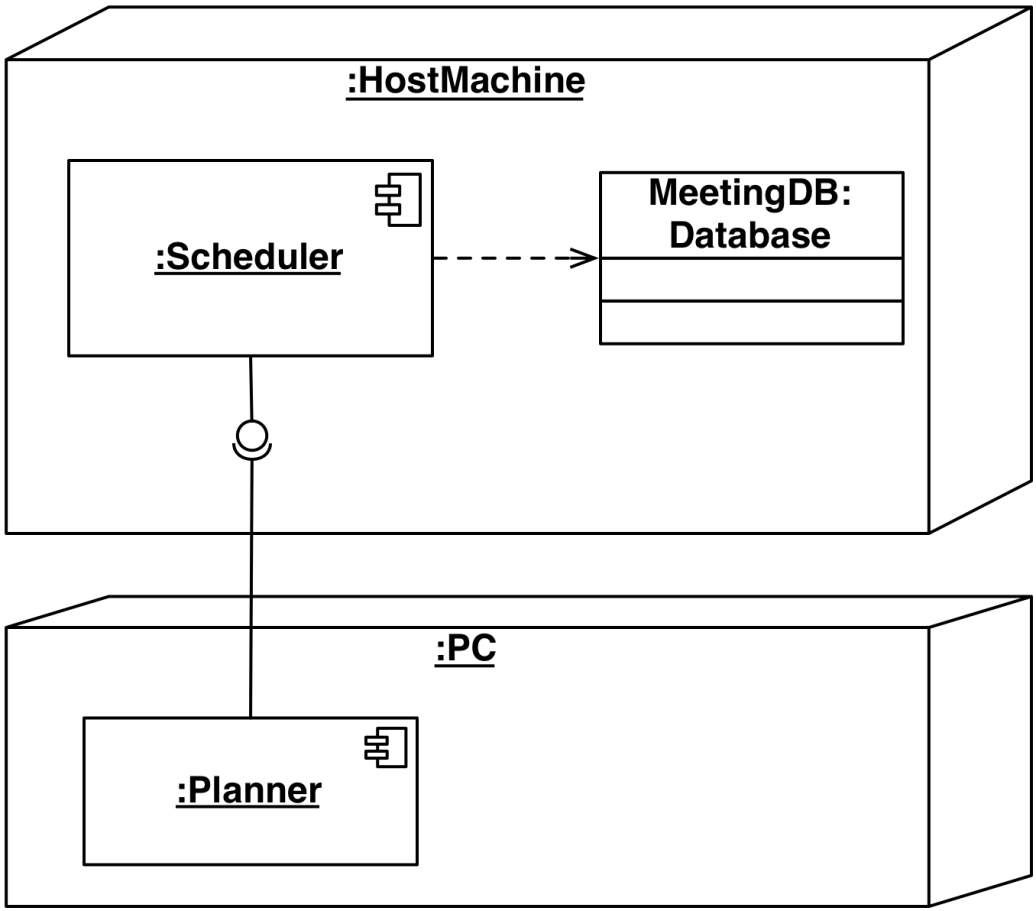 :HostMachine
:Scheduler
MeetingDB:
Database
:PC
:Planner